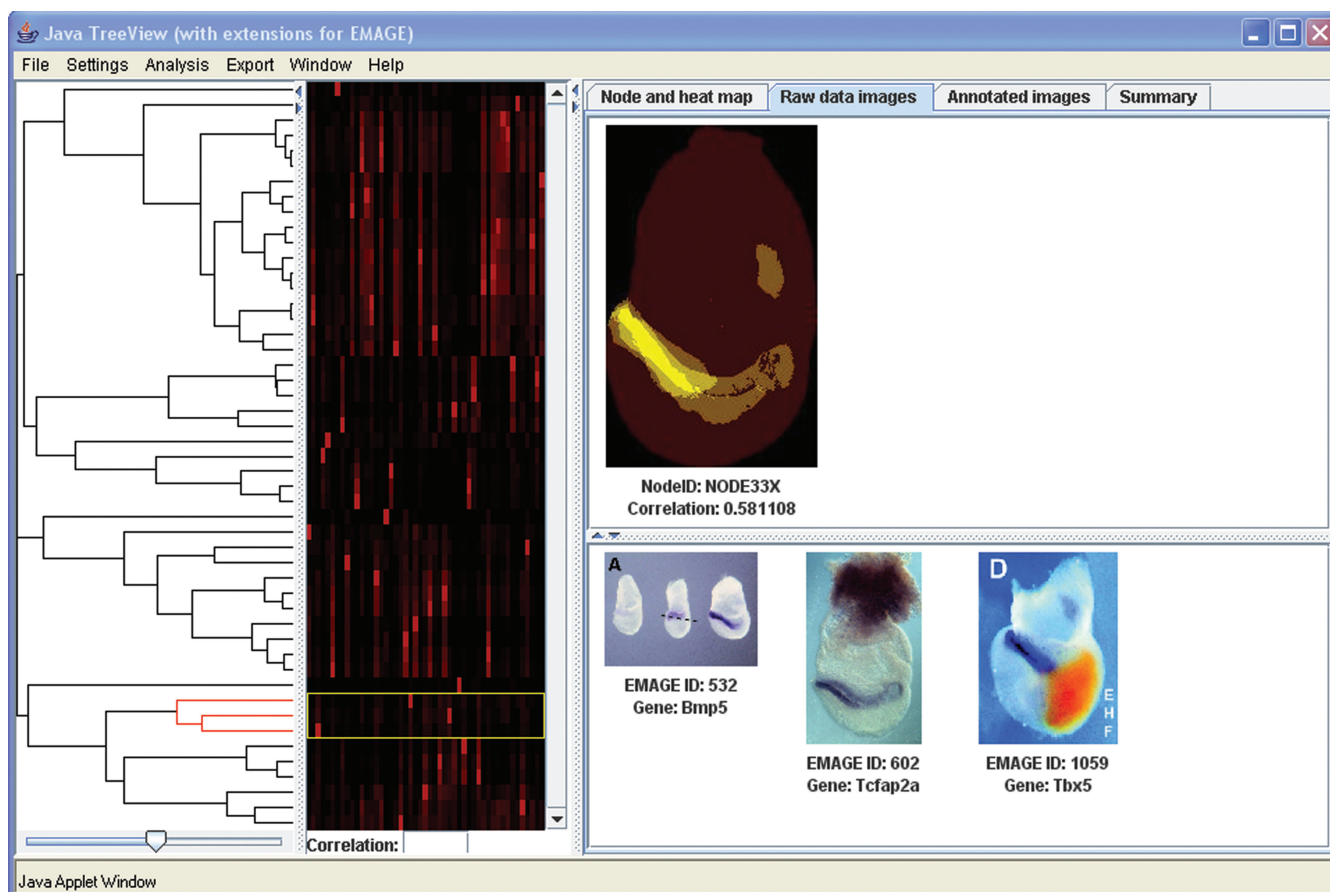 Java TreeView (with extensions for EMAGE)
File Settings Analysis Export Window Help
Node and heat map Raw data images Annotated images Summary
NodeID: NODE33X
Correlation: 0.581108
A
EMAGE ID: 532
Gene: Bmp5
EMAGE ID: 602
Gene: Tcfap2a
D
E
H
F
EMAGE ID: 1059
Gene: Tbx5
Correlation:
Java Applet Window